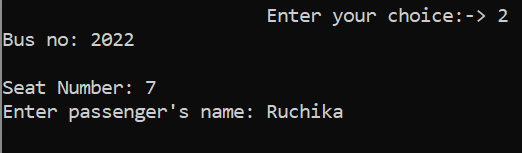 Enter your choice:-> 2
Bus no: 2022
Seat Number: 7
Enter passenger's name: Ruchika